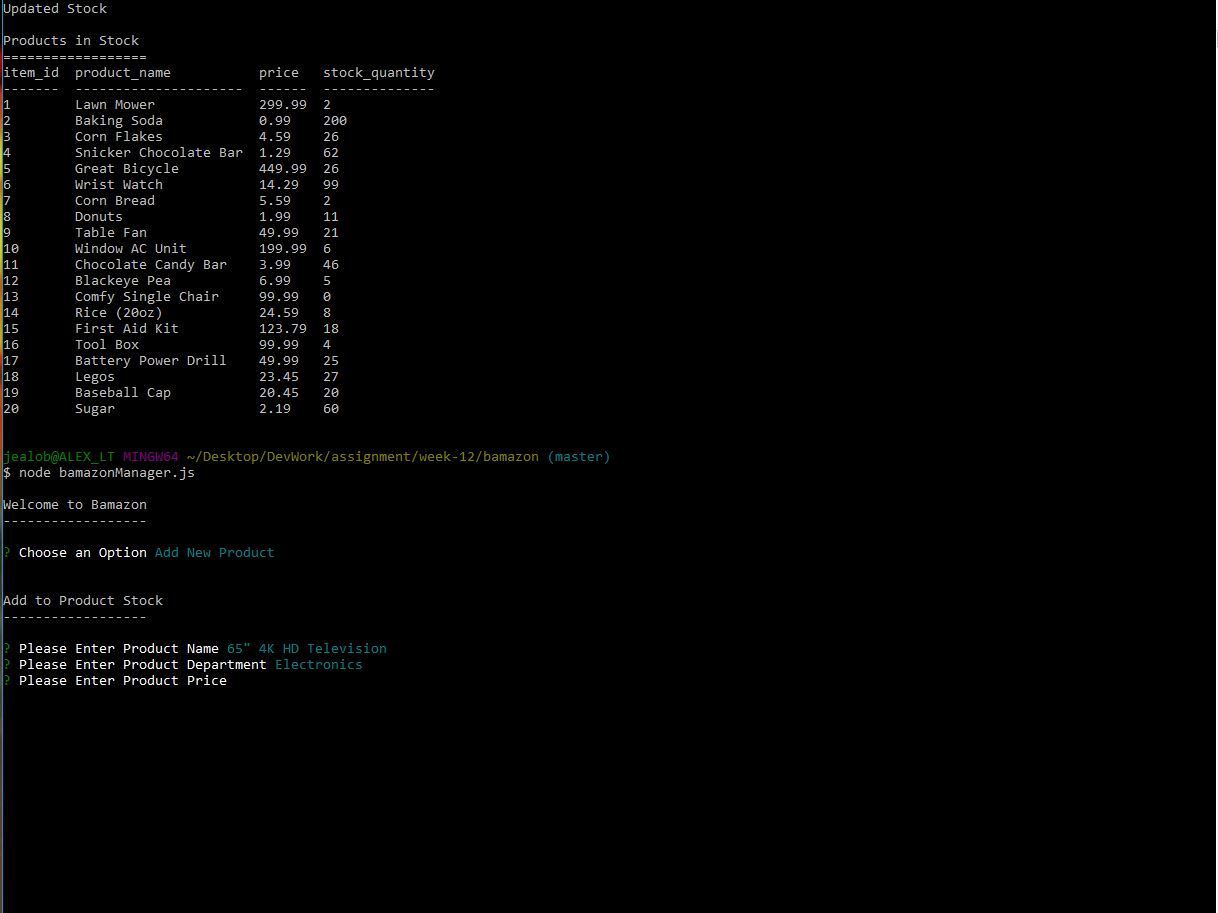 Updated Stock
Products in Stock
==================
item_id  product_name           price   stock_quantity
-------  ---------------------  ------  --------------
1        Lawn Mower             299.99  2
2        Baking Soda            0.99    200
3        Corn Flakes            4.59    26
4        Snicker Chocolate Bar  1.29    62
5        Great Bicycle          449.99  26
6        Wrist Watch            14.29   99
7        Corn Bread             5.59    2
8        Donuts                 1.99    11
9        Table Fan              49.99   21
10       Window AC Unit         199.99  6
11       Chocolate Candy Bar    3.99    46
12       Blackeye Pea           6.99    5
13       Comfy Single Chair     99.99   0
14       Rice (20oz)            24.59   8
15       First Aid Kit          123.79  18
16       Tool Box               99.99   4
17       Battery Power Drill    49.99   25
18       Legos                  23.45   27
19       Baseball Cap           20.45   20
20       Sugar                  2.19    60
jealob@ALEX_LT MINGW64 ~/Desktop/DevWork/assignment/week-12/bamazon (master)
$ node bamazonManager.js
Welcome to Bamazon
------------------
? Choose an Option Add New Product
Add to Product Stock
------------------
? Please Enter Product Name 65" 4K HD Television
? Please Enter Product Department Electronics
? Please Enter Product Price